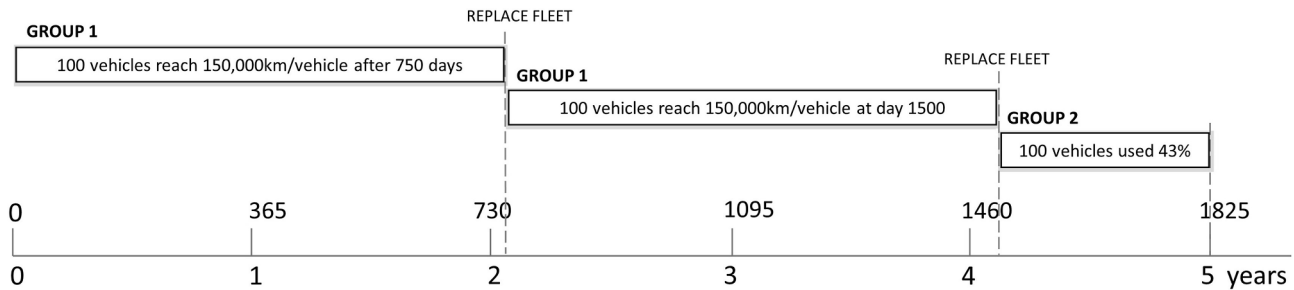 REPLACE FLEET
GROUP 1
100 vehicles reach 150,000km/vehicle after 750 days
REPLACE FLEET
GROUP 1
100 vehicles reach 150,000km/vehicle at day 1500
GROUP 2
100 vehicles used 43%
0 365 730 1095 1460 1825
0 1 2 3 4 5 years